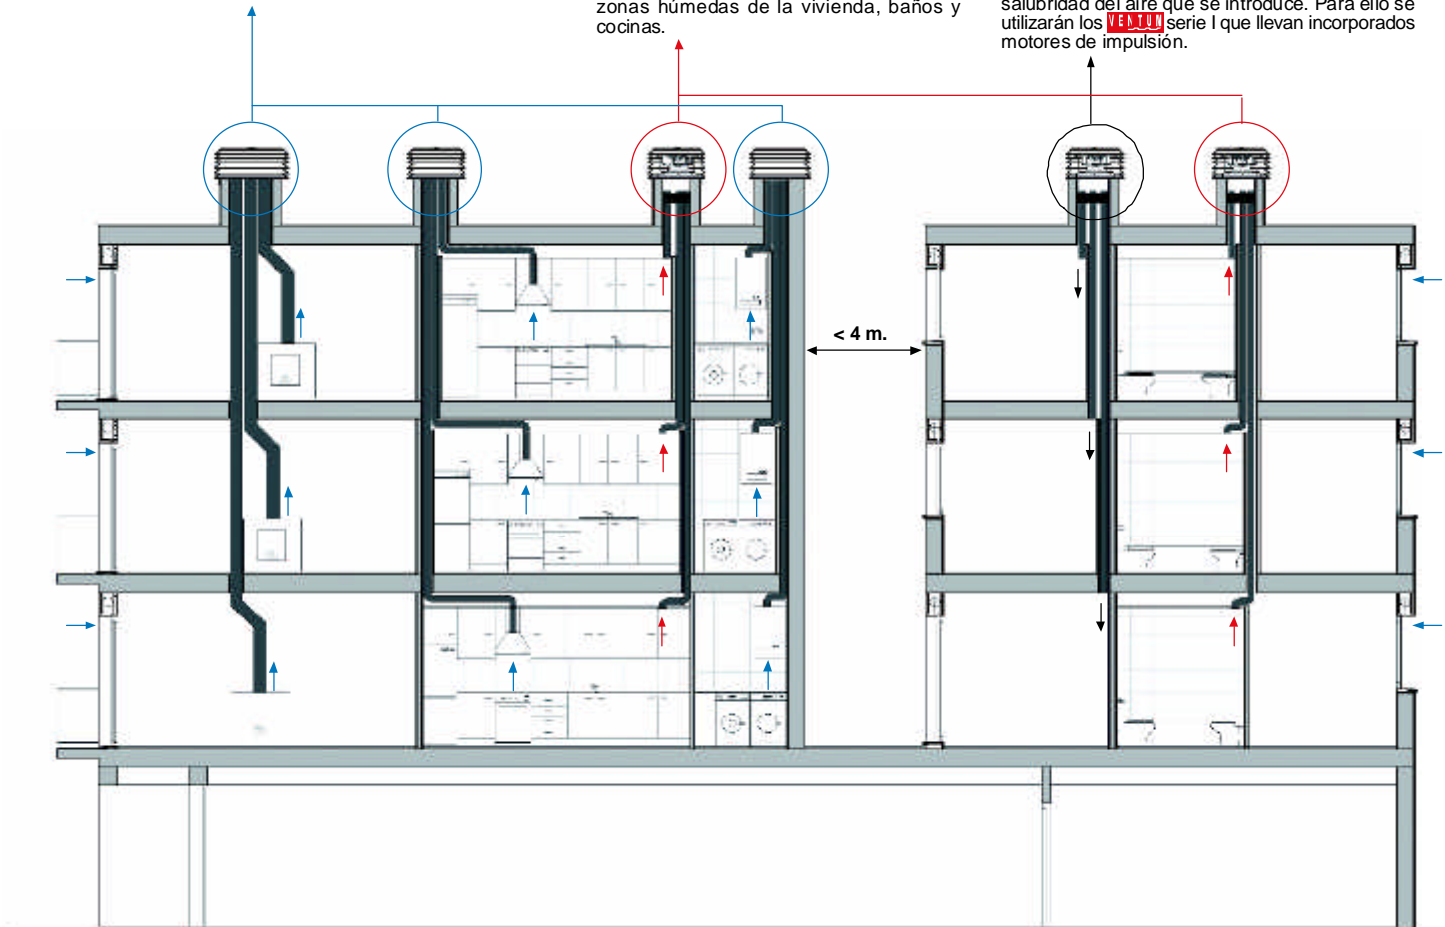 zonas húmedas de la vivienda, baños y
cocinas.
salubridad del aire que se introduce. Para ello se
utilizarán los VENTUM serie I que llevan incorporados
motores de impulsión.
< 4 m.